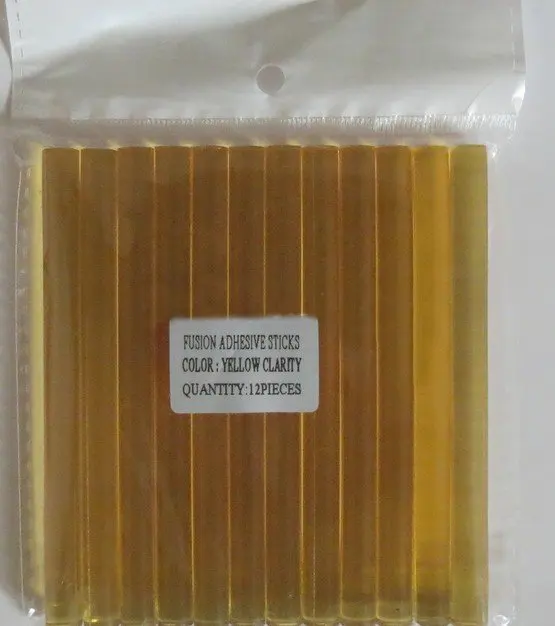 FUSION ADHESIVE STICKS
COLOR : YELLOW CLARITY
QUANTITY:12PIECES